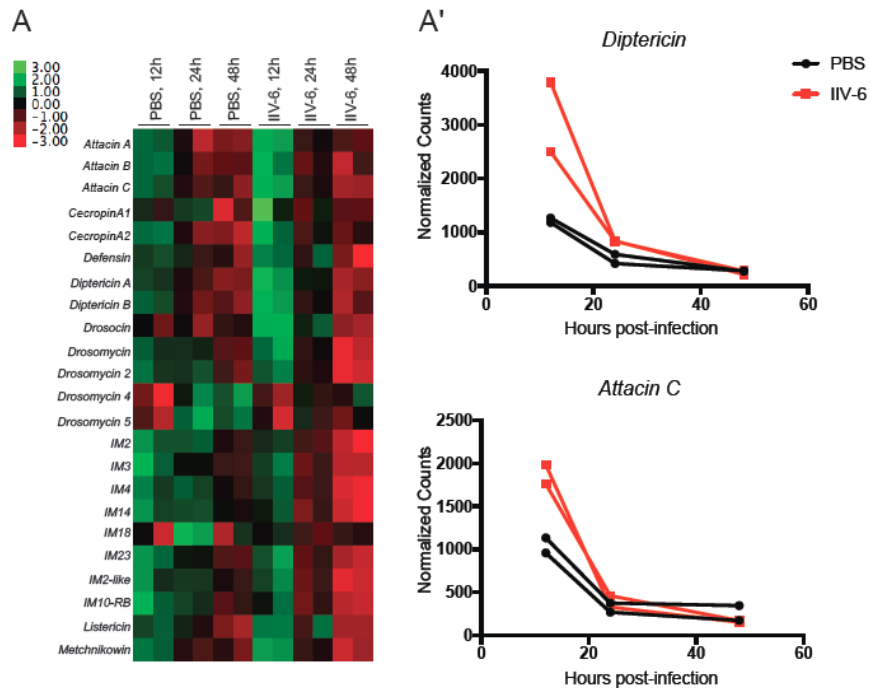 A
3.00
2.00
1.00
0.00
-1.00
-2.00
-3.00
PBS, 12h
PBS, 24h
PBS, 48h
IIV-6, 12h
IIV-6, 24h
IIV-6, 48h
Attacin A
Attacin B
Attacin C
CecropinA1
CecropinA2
Defensin
Diptericin A
Diptericin B
Drosocin
Drosomycin
Drosomycin 2
Drosomycin 4
Drosomycin 5
IM2
IM3
IM4
IM14
IM18
IM23
IM2-like
IM10-RB
Listericin
Metchnikowin
A'
Diptericin
PBS
IIV-6
Normalized Counts
4000
3000
2000
1000
0
0 20 40 60
Hours post-infection
Attacin C
Normalized Counts
2500
2000
1500
1000
500
0
0 20 40 60
Hours post-infection